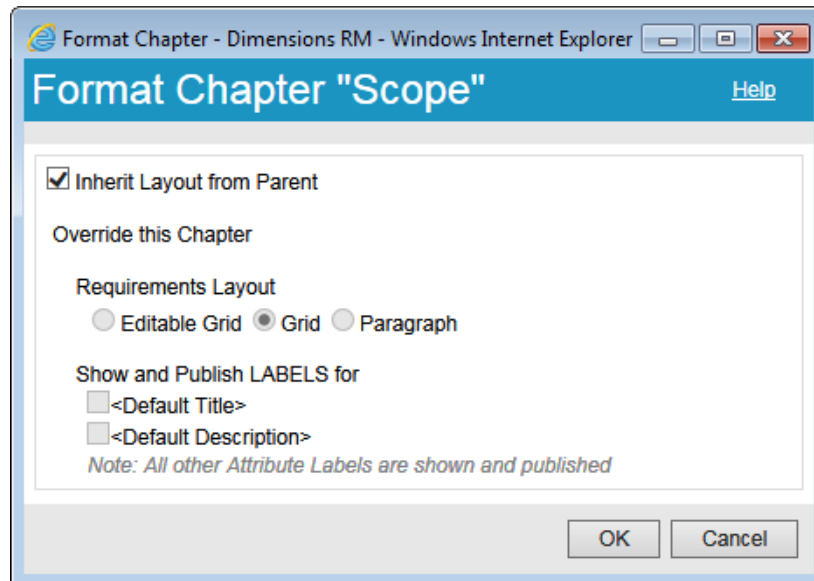 Format Chapter - Dimensions RM - Windows Internet Explorer
Format Chapter "Scope"
Help
Inherit Layout from Parent
Override this Chapter
Requirements Layout
Editable Grid Grid Paragraph
Show and Publish LABELS for
<Default Title>
<Default Description>
Note: All other Attribute Labels are shown and published
OK Cancel